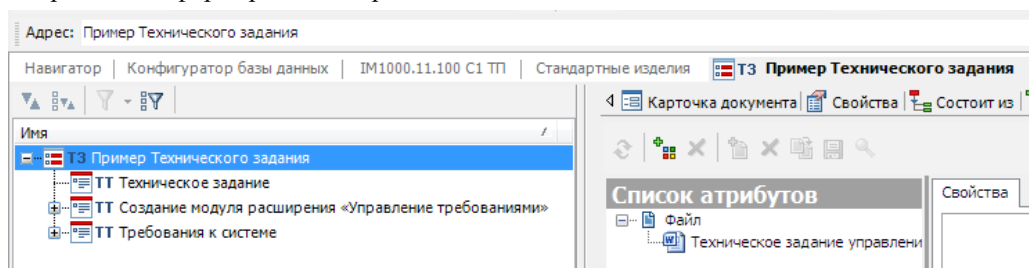 Адрес: Пример Технического задания
Навигатор | Конфигуратор базы данных | IM1000.11.100 С1 ТП | Стандартные изделия ТЗ Пример Технического задания
Карточка документа Свойства Состоит из
Имя
ТЗ Пример Технического задания
ТТ Техническое задание
ТТ Создание модуля расширения «Управление требованиями»
ТТ Требования к системе
Список атрибутов
Свойства
Файл
Техническое задание управлени